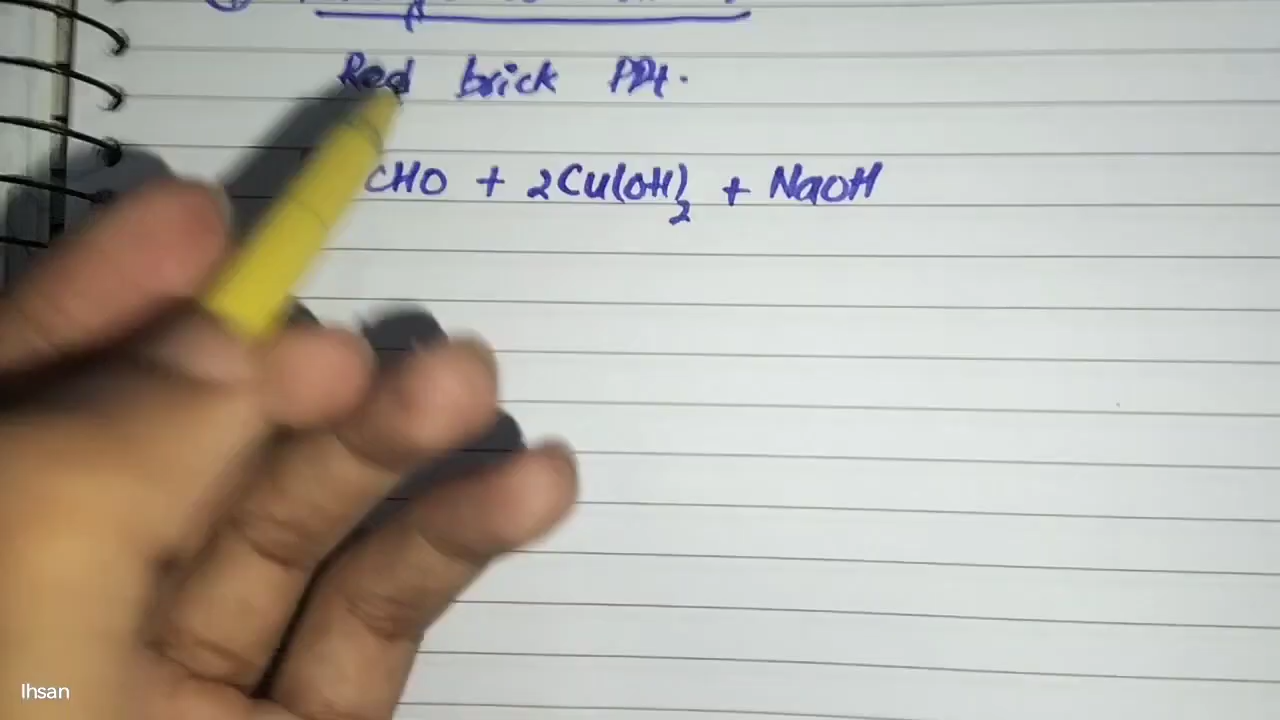 Red brick PPt.
CHO + 2Cu(OH)2 + NaOH
Ihsan